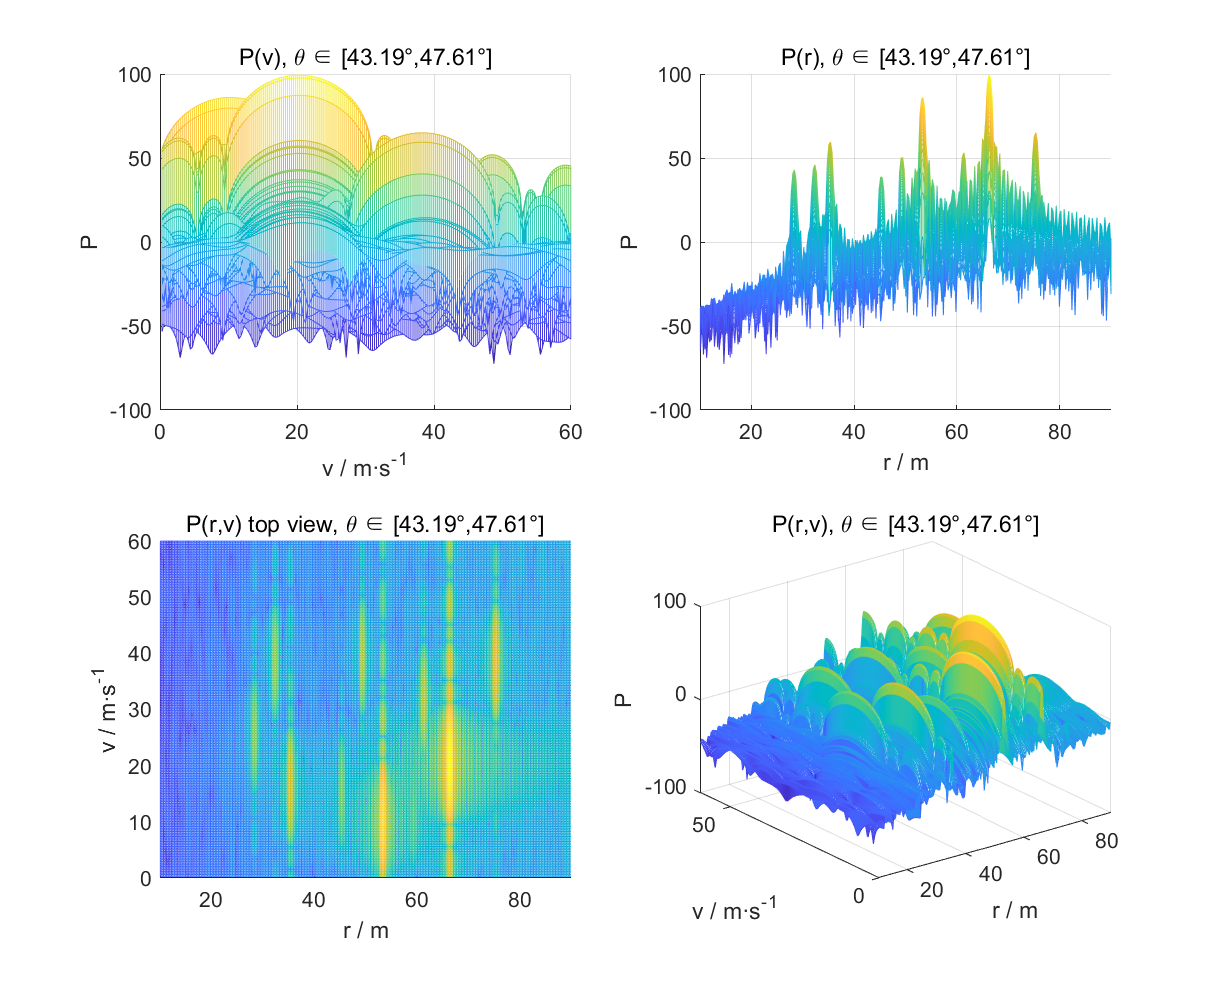 P(v), θ ∈ [43.19°,47.61°]
100
50
0
-50
-100
P
0
20
40
60
v / m·s-1
P(r), θ ∈ [43.19°,47.61°]
100
50
0
-50
-100
P
20
40
60
80
r / m
P(r,v) top view, θ ∈ [43.19°,47.61°]
60
50
40
30
20
10
0
v / m·s-1
20
40
60
80
r / m
P(r,v), θ ∈ [43.19°,47.61°]
100
0
-100
P
50
0
v / m·s-1
20
40
60
80
r / m